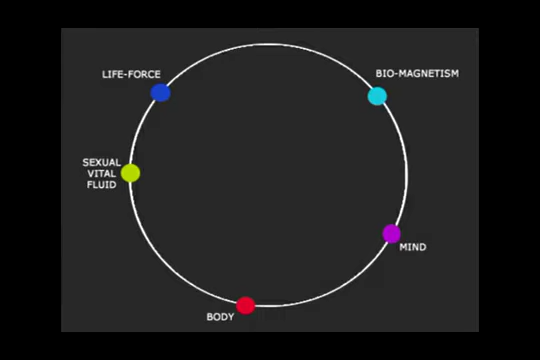 LIFE-FORCE
BIO-MAGNETISM
SEXUAL
VITAL
FLUID
MIND
BODY